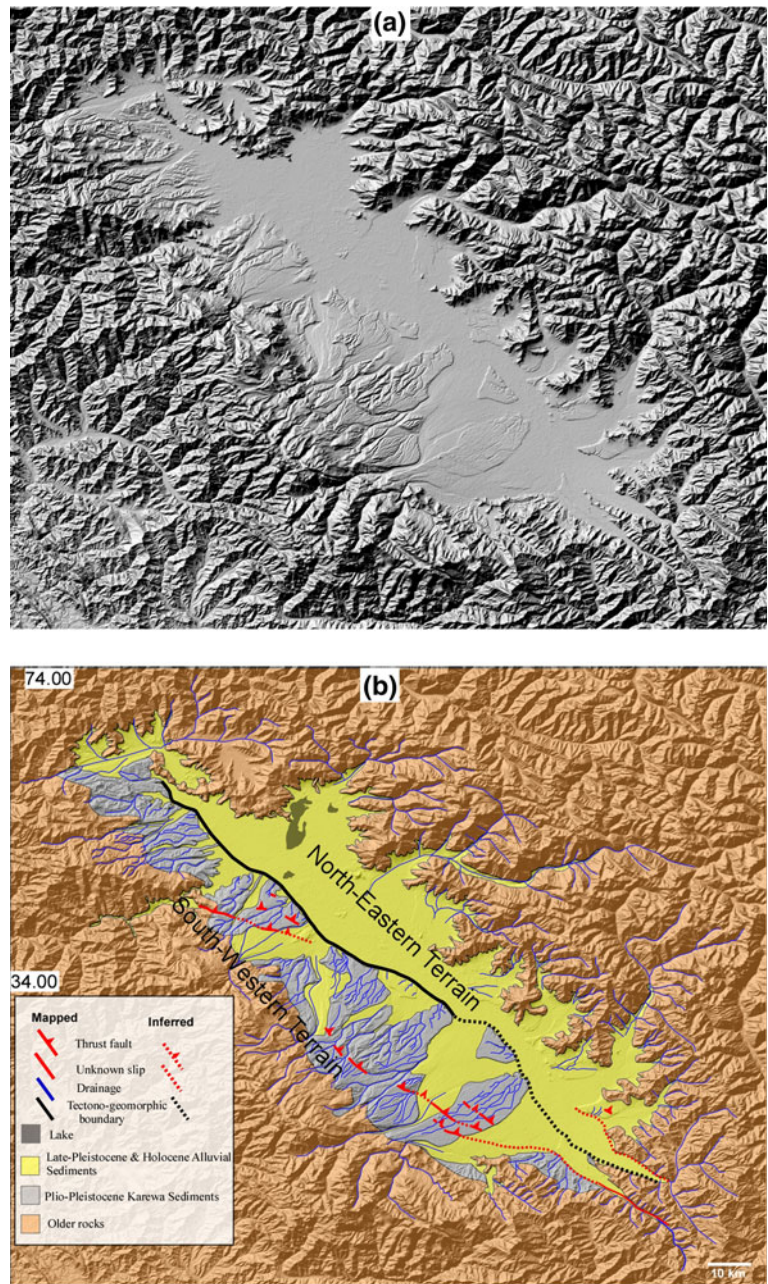 (a)
74.00
(b)
North-Eastern Terrain
South-Western Terrain
34.00
Mapped Inferred
Thrust fault
Unknown slip
Drainage
Tectono-geomorphic
boundary
Lake
Late-Pleistocene & Holocene Alluvial
Sediments
Plio-Pleistocene Karewa Sediments
Older rocks
10 km